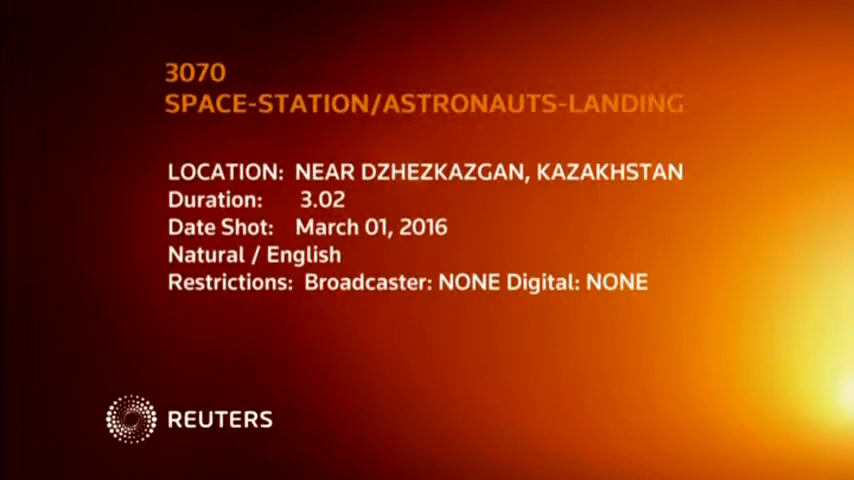 3070
SPACE-STATION/ASTRONAUTS-LANDING
LOCATION: NEAR DZHEZKAZGAN, KAZAKHSTAN
Duration: 3.02
Date Shot: March 01, 2016
Natural / English
Restrictions: Broadcaster: NONE Digital: NONE
REUTERS